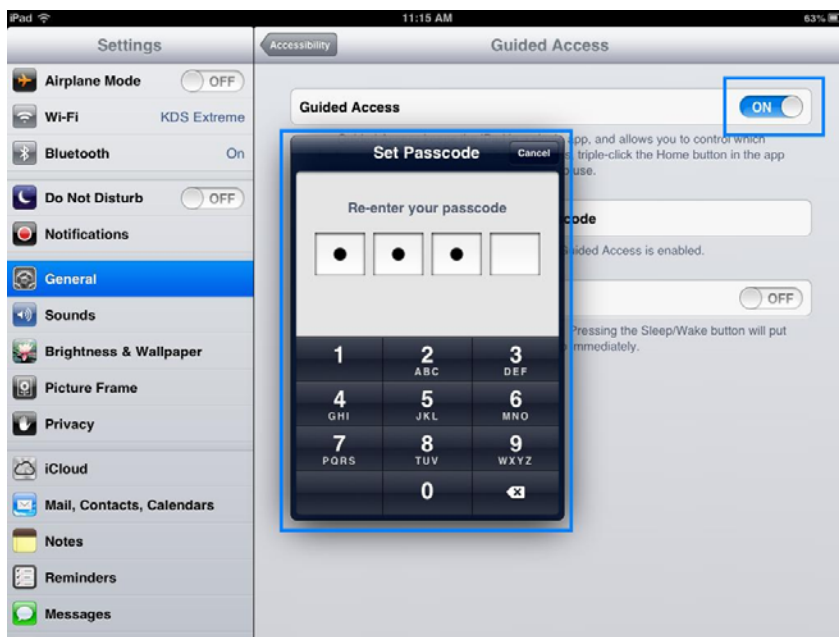 iPad
11:15 AM
63%
Settings
Accessibility
Guided Access
Airplane Mode OFF
Wi-Fi KDS Extreme
Bluetooth On
Do Not Disturb OFF
Notifications
General
Sounds
Brightness & Wallpaper
Picture Frame
Privacy
iCloud
Mail, Contacts, Calendars
Notes
Reminders
Messages
Guided Access ON
app, and allows you to control which
triple-click the Home button in the app
use.
Guided Access is enabled.
OFF
Pressing the Sleep/Wake button will put
immediately.
Set Passcode Cancel
Re-enter your passcode
1 2 3
ABC DEF
4 5 6
GHI JKL MNO
7 8 9
PQRS TUV WXYZ
0